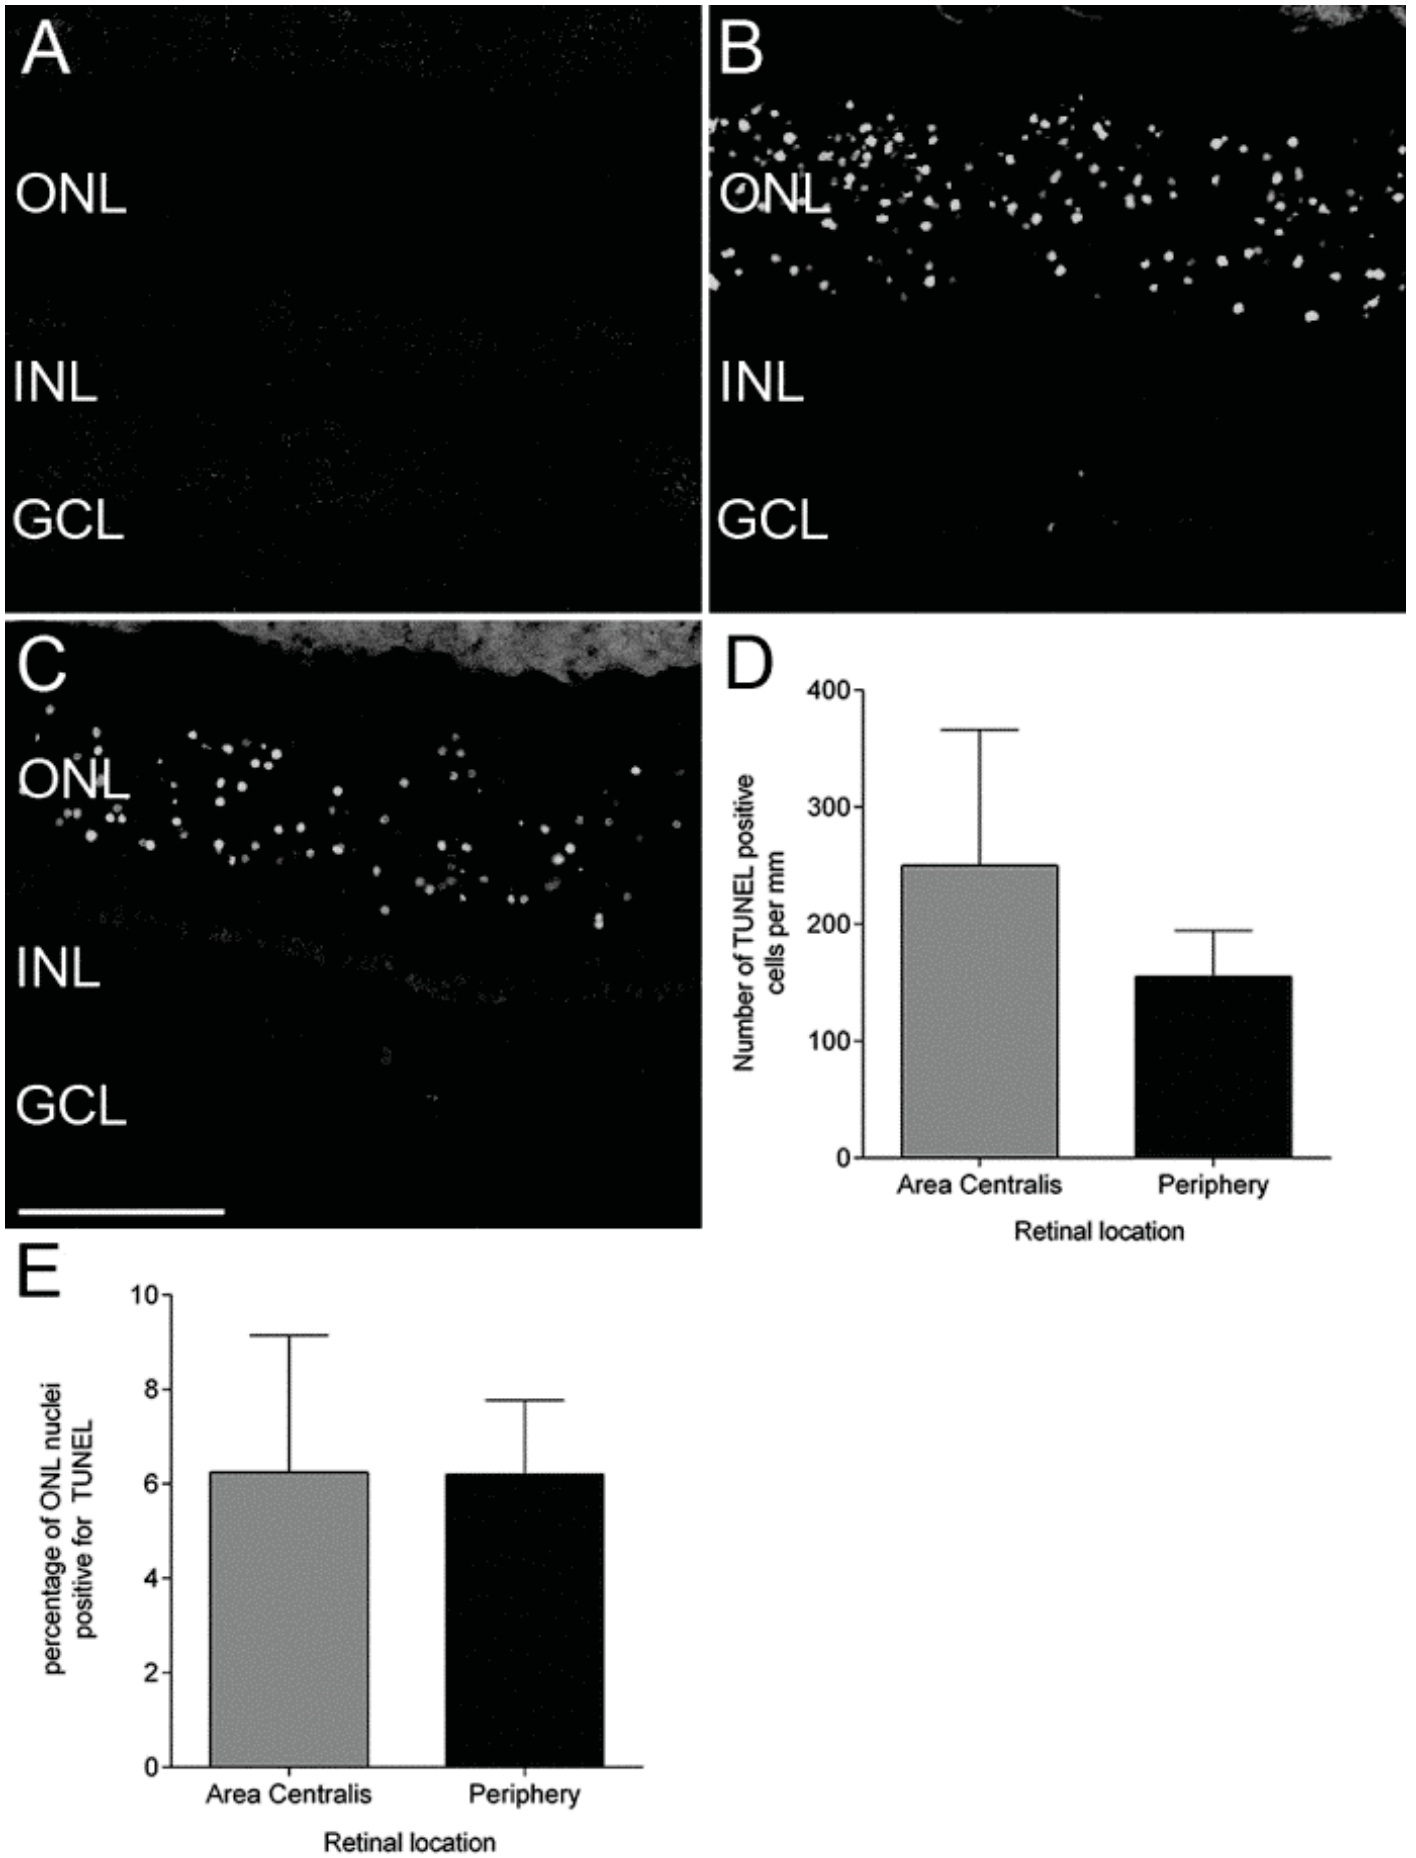 A
ONL
INL
GCL
B
ONL
INL
GCL
C
ONL
INL
GCL
D
400
300
200
100
0
Number of TUNEL positive
cells per mm
Area Centralis
Periphery
Retinal location
E
10
8
6
4
2
0
percentage of ONL nuclei
positive for TUNEL
Area Centralis
Periphery
Retinal location